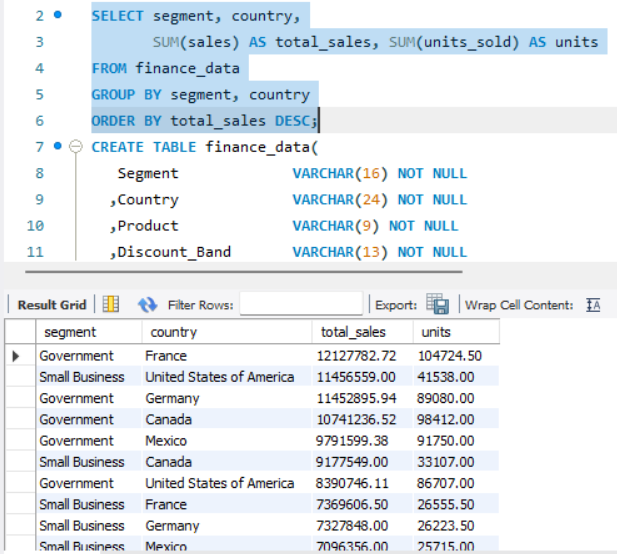 2 SELECT segment, country,
3 SUM(sales) AS total_sales, SUM(units_sold) AS units
4 FROM finance_data
5 GROUP BY segment, country
6 ORDER BY total_sales DESC;
7 CREATE TABLE finance_data(
8 Segment VARCHAR(16) NOT NULL
9 ,Country VARCHAR(24) NOT NULL
10 ,Product VARCHAR(9) NOT NULL
11 ,Discount_Band VARCHAR(13) NOT NULL
Result Grid Filter Rows: Export: Wrap Cell Content:
segment country total_sales units
Government France 12127782.72 104724.50
Small Business United States of America 11456559.00 41538.00
Government Germany 11452895.94 89080.00
Government Canada 10741236.52 98412.00
Government Mexico 9791599.38 91750.00
Small Business Canada 9177549.00 33107.00
Government United States of America 8390746.11 86707.00
Small Business France 7369606.50 26555.50
Small Business Germany 7327848.00 26223.50
Small Business Mexico 7096356.00 25715.00